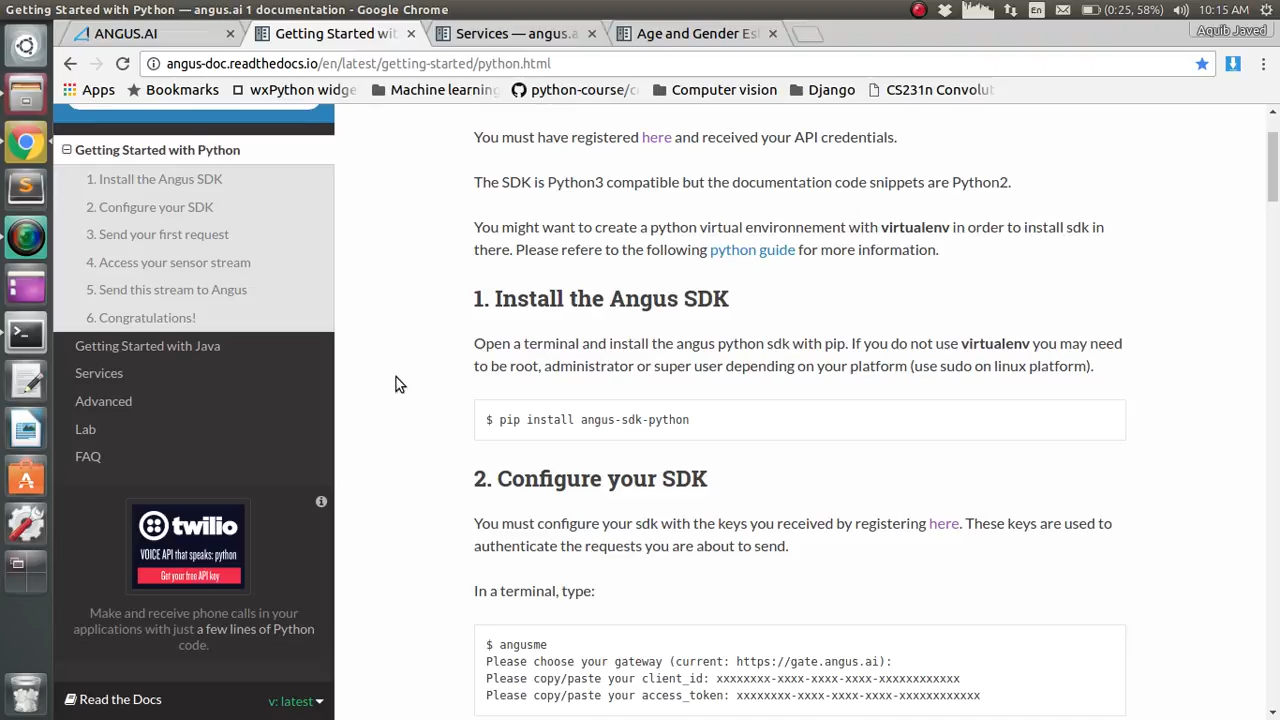 Getting Started with Python — angus.ai 1 documentation - Google Chrome
En
(0:25, 58%)
10:15 AM
ANGUS.AI
Getting Started wit
Services — angus.a
Age and Gender Es
Aquib Javed
angus-doc.readthedocs.io/en/latest/getting-started/python.html
Apps
Bookmarks
wxPython widge
Machine learning
python-course/c
Computer vision
Django
CS231n Convolut
Getting Started with Python
1. Install the Angus SDK
2. Configure your SDK
3. Send your first request
4. Access your sensor stream
5. Send this stream to Angus
6. Congratulations!
Getting Started with Java
Services
Advanced
Lab
FAQ
twilio
VOICE API that speaks: python
Get your free API key
Make and receive phone calls in your
applications with just a few lines of Python
code.
Read the Docs
v: latest
You must have registered here and received your API credentials.
The SDK is Python3 compatible but the documentation code snippets are Python2.
You might want to create a python virtual environnement with virtualenv in order to install sdk in
there. Please refere to the following python guide for more information.
1. Install the Angus SDK
Open a terminal and install the angus python sdk with pip. If you do not use virtualenv you may need
to be root, administrator or super user depending on your platform (use sudo on linux platform).
$ pip install angus-sdk-python
2. Configure your SDK
You must configure your sdk with the keys you received by registering here. These keys are used to
authenticate the requests you are about to send.
In a terminal, type:
$ angusme
Please choose your gateway (current: https://gate.angus.ai):
Please copy/paste your client_id: xxxxxxxx-xxxx-xxxx-xxxx-xxxxxxxxxxxx
Please copy/paste your access_token: xxxxxxxx-xxxx-xxxx-xxxx-xxxxxxxxxxxx